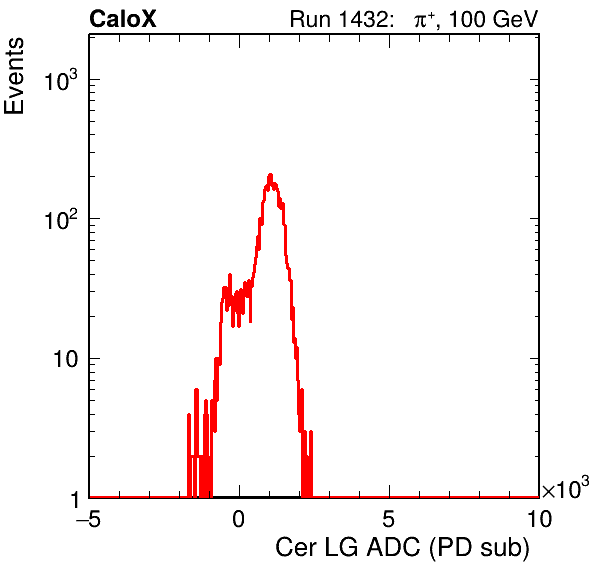 CaloX Run 1432: π⁺, 100 GeV
Events
10³
10²
10
1
−5 0 5 10
×10³
Cer LG ADC (PD sub)